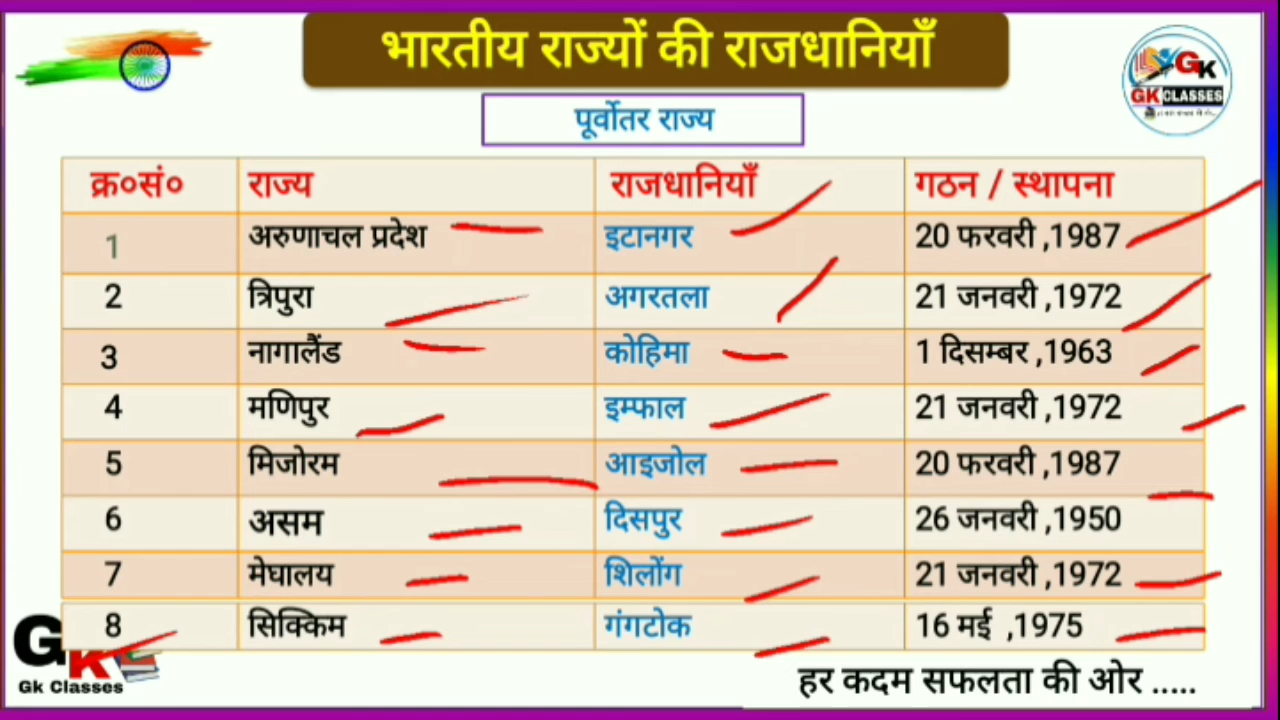 भारतीय राज्यों की राजधानियाँ
GK
GK CLASSES
पूर्वोतर राज्य
क्र०सं० राज्य राजधानियाँ गठन / स्थापना
1 अरुणाचल प्रदेश इटानगर 20 फरवरी ,1987
2 त्रिपुरा अगरतला 21 जनवरी ,1972
3 नागालैंड कोहिमा 1 दिसम्बर ,1963
4 मणिपुर इम्फाल 21 जनवरी ,1972
5 मिजोरम आइजोल 20 फरवरी ,1987
6 असम दिसपुर 26 जनवरी ,1950
7 मेघालय शिलोंग 21 जनवरी ,1972
8 सिक्किम गंगटोक 16 मई ,1975
GK
Gk Classes
हर कदम सफलता की ओर .....